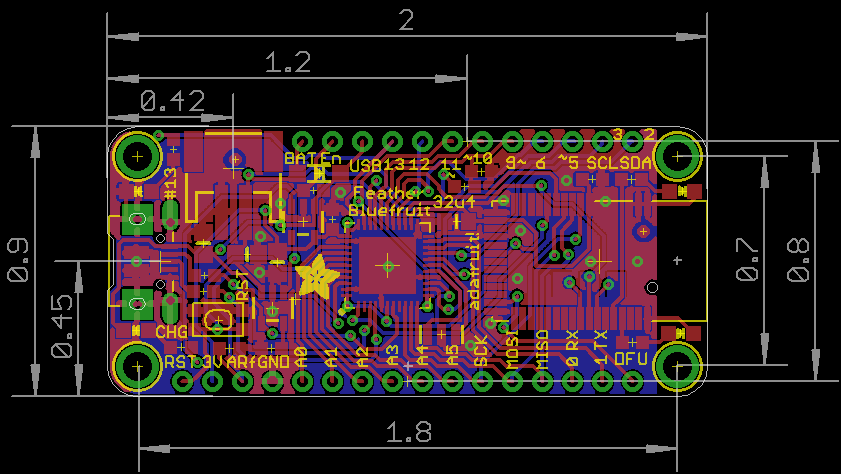 2
1.2
0.42
3 2
BAT En USB 13 12 11 ~10 9~ 6 ~5 SCL SDA
#13
Feather 32u4
Bluefruit
0.9
0.7
0.8
adafruit!
RST
0.45
CHG
RST 3V ARf GND A0 A1 A2 A3 A4 A5 SCK MOSI MISO 0 RX 1 TX DFU
1.8